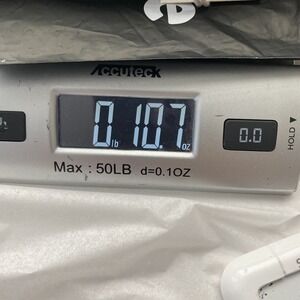 Accuteck
0 lb 10.7 oz
0.0
HOLD ▼
Max : 50LB d=0.1OZ